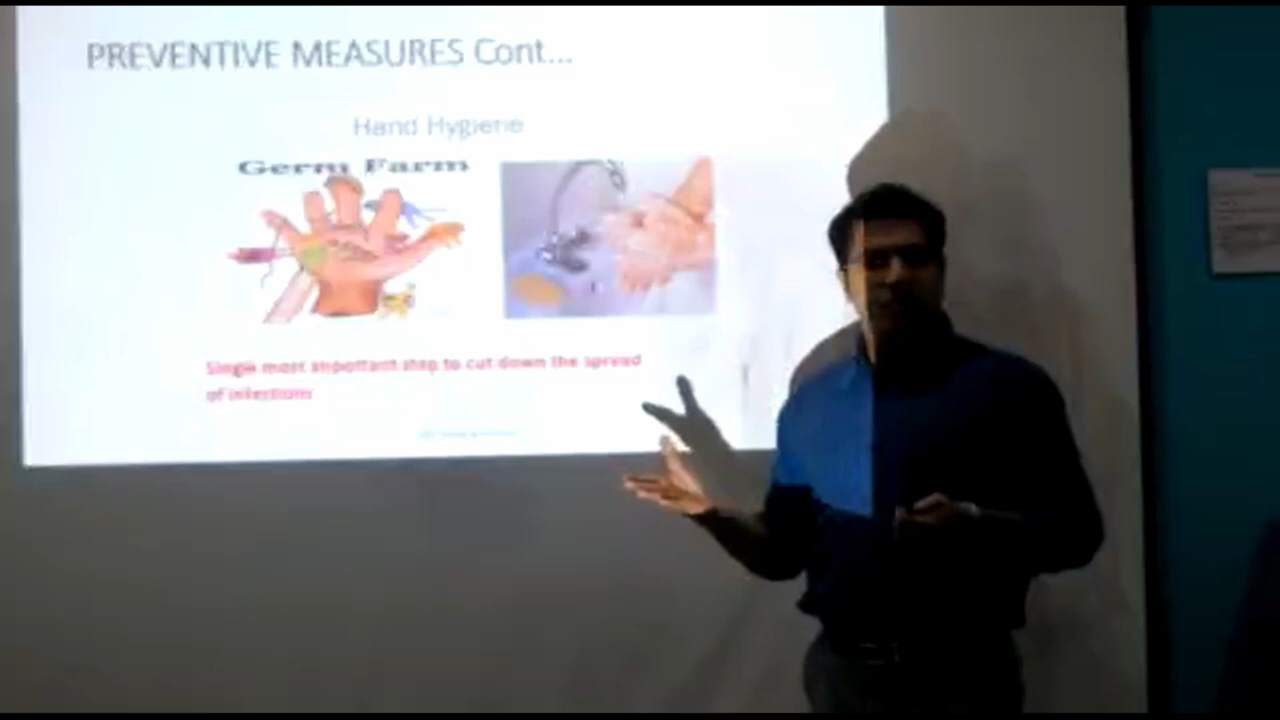 PREVENTIVE MEASURES Cont...
Hand Hygiene
Germ Farm
Single most important step to cut down the spread
of infections